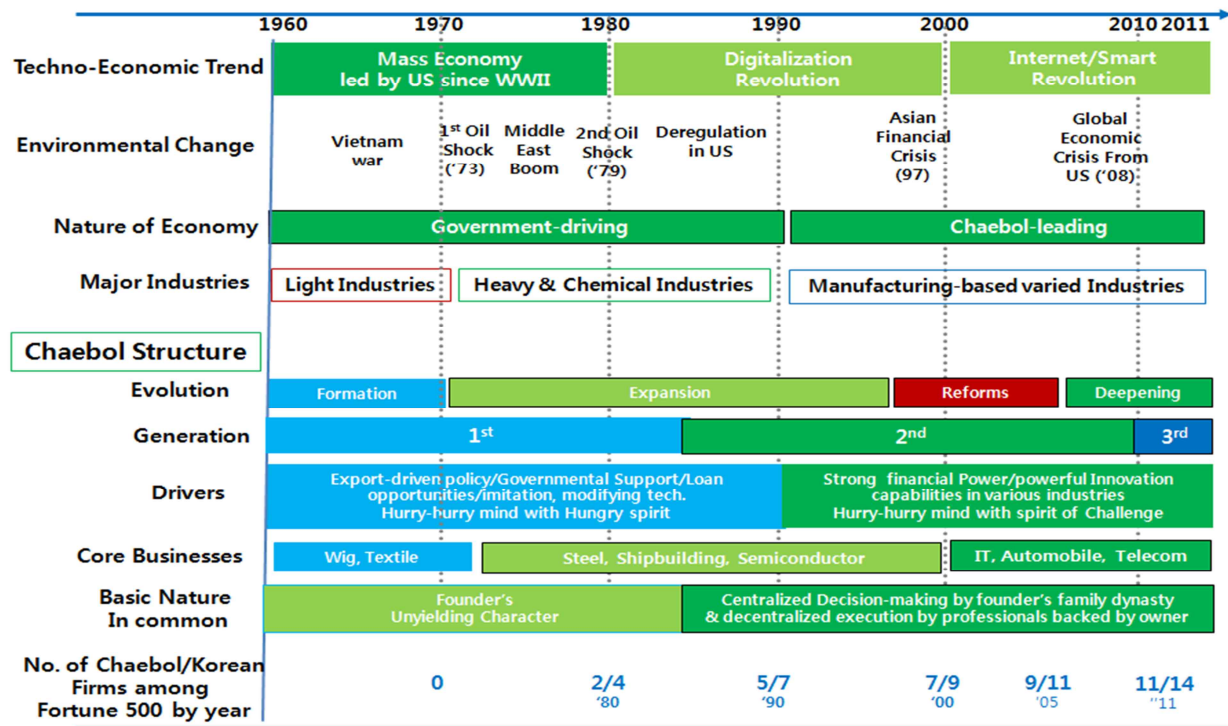 1960 1970 1980 1990 2000 2010 2011
Techno-Economic Trend
Mass Economy
led by US since WWII
Digitalization
Revolution
Internet/Smart
Revolution
Environmental Change
Vietnam
war
1st Oil
Shock
('73)
Middle
East
Boom
2nd Oil
Shock
('79)
Deregulation
in US
Asian
Financial
Crisis
(97)
Global
Economic
Crisis From
US ('08)
Nature of Economy
Government-driving
Chaebol-leading
Major Industries
Light Industries
Heavy & Chemical Industries
Manufacturing-based varied Industries
Chaebol Structure
Evolution
Formation
Expansion
Reforms
Deepening
Generation
1st
2nd
3rd
Drivers
Export-driven policy/Governmental Support/Loan
opportunities/imitation, modifying tech.
Hurry-hurry mind with Hungry spirit
Strong financial Power/powerful Innovation
capabilities in various industries
Hurry-hurry mind with spirit of Challenge
Core Businesses
Wig, Textile
Steel, Shipbuilding, Semiconductor
IT, Automobile, Telecom
Basic Nature
In common
Founder's
Unyielding Character
Centralized Decision-making by founder's family dynasty
& decentralized execution by professionals backed by owner
No. of Chaebol/Korean
Firms among
Fortune 500 by year
0
2/4
'80
5/7
'90
7/9
'00
9/11
'05
11/14
''11